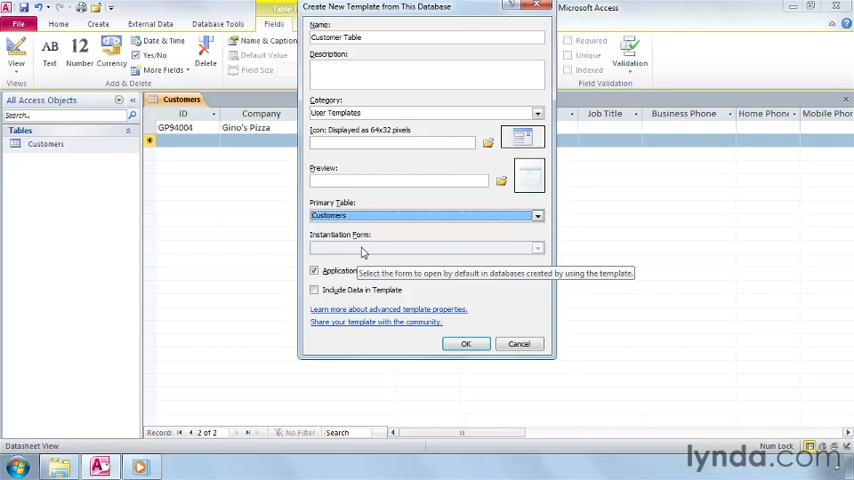 Create New Template from This Database
Table T
Microsoft Access
File
Home
Create
External Data
Database Tools
Fields
View
Views
AB
Text
12
Number
Currency
Date & Time
Yes/No
More Fields
Delete
Add & Delete
Name & Caption
Default Value
Field Size
Required
Unique
Indexed
Validation
Field Validation
All Access Objects
Search...
Tables
Customers
Customers
ID
Company
Job Title
Business Phone
Home Phone
Mobile Phone
GP94004
Gino's Pizza
Name:
Customer Table
Description:
Category:
User Templates
Icon: Displayed as 64x32 pixels
Preview:
Primary Table:
Customers
Instantiation Form:
Application
Select the form to open by default in databases created by using the template.
Include Data in Template
Learn more about advanced template properties.
Share your template with the community.
OK
Cancel
Record:
2 of 2
No Filter
Search
Datasheet View
Num Lock
lynda.com